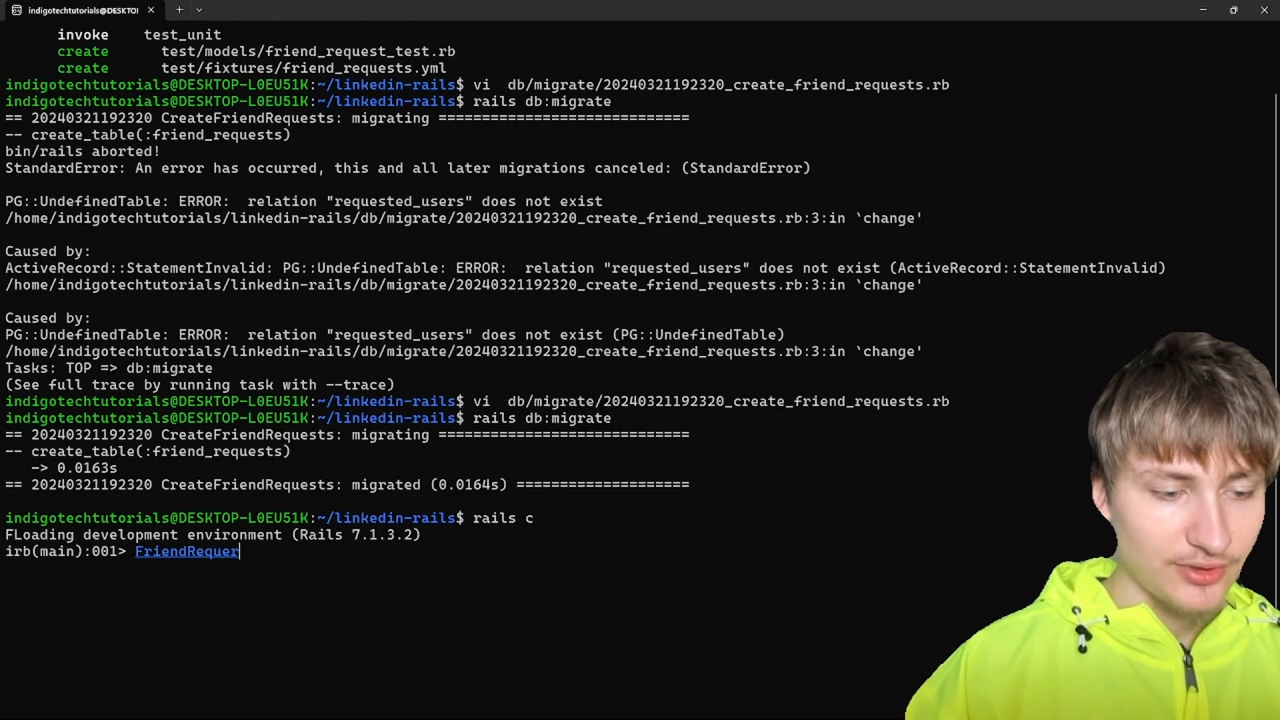 indigotechtutorials@DESKTO!
invoke test_unit
create test/models/friend_request_test.rb
create test/fixtures/friend_requests.yml
indigotechtutorials@DESKTOP-L0EU51K:~/linkedin-rails$ vi db/migrate/20240321192320_create_friend_requests.rb
indigotechtutorials@DESKTOP-L0EU51K:~/linkedin-rails$ rails db:migrate
== 20240321192320 CreateFriendRequests: migrating =============================
-- create_table(:friend_requests)
bin/rails aborted!
StandardError: An error has occurred, this and all later migrations canceled: (StandardError)
PG::UndefinedTable: ERROR:  relation "requested_users" does not exist
/home/indigotechtutorials/linkedin-rails/db/migrate/20240321192320_create_friend_requests.rb:3:in `change'
Caused by:
ActiveRecord::StatementInvalid: PG::UndefinedTable: ERROR:  relation "requested_users" does not exist (ActiveRecord::StatementInvalid)
/home/indigotechtutorials/linkedin-rails/db/migrate/20240321192320_create_friend_requests.rb:3:in `change'
Caused by:
PG::UndefinedTable: ERROR:  relation "requested_users" does not exist (PG::UndefinedTable)
/home/indigotechtutorials/linkedin-rails/db/migrate/20240321192320_create_friend_requests.rb:3:in `change'
Tasks: TOP => db:migrate
(See full trace by running task with --trace)
indigotechtutorials@DESKTOP-L0EU51K:~/linkedin-rails$ vi db/migrate/20240321192320_create_friend_requests.rb
indigotechtutorials@DESKTOP-L0EU51K:~/linkedin-rails$ rails db:migrate
== 20240321192320 CreateFriendRequests: migrating =============================
-- create_table(:friend_requests)
-> 0.0163s
== 20240321192320 CreateFriendRequests: migrated (0.0164s) ====================
indigotechtutorials@DESKTOP-L0EU51K:~/linkedin-rails$ rails c
FLoading development environment (Rails 7.1.3.2)
irb(main):001> FriendRequer